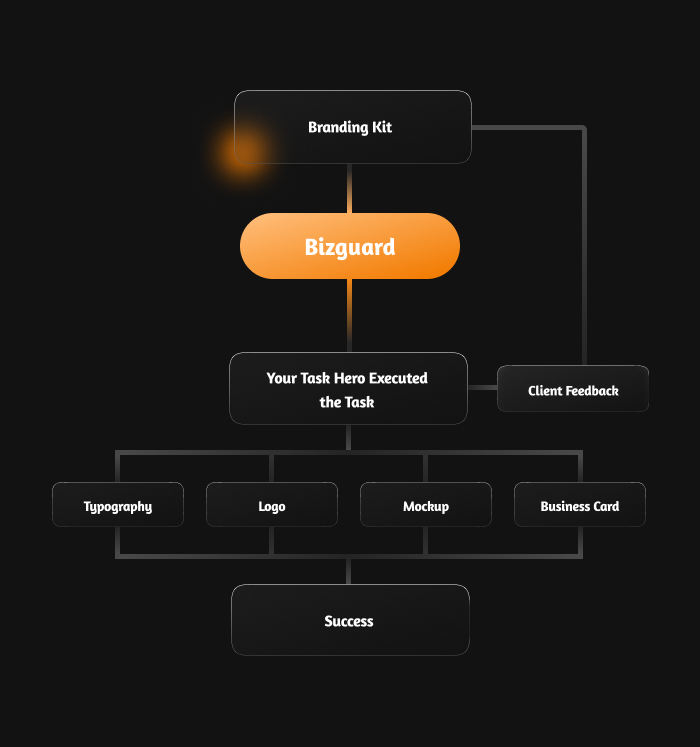 Branding Kit
Bizguard
Your Task Hero Executed
the Task
Client Feedback
Typography
Logo
Mockup
Business Card
Success